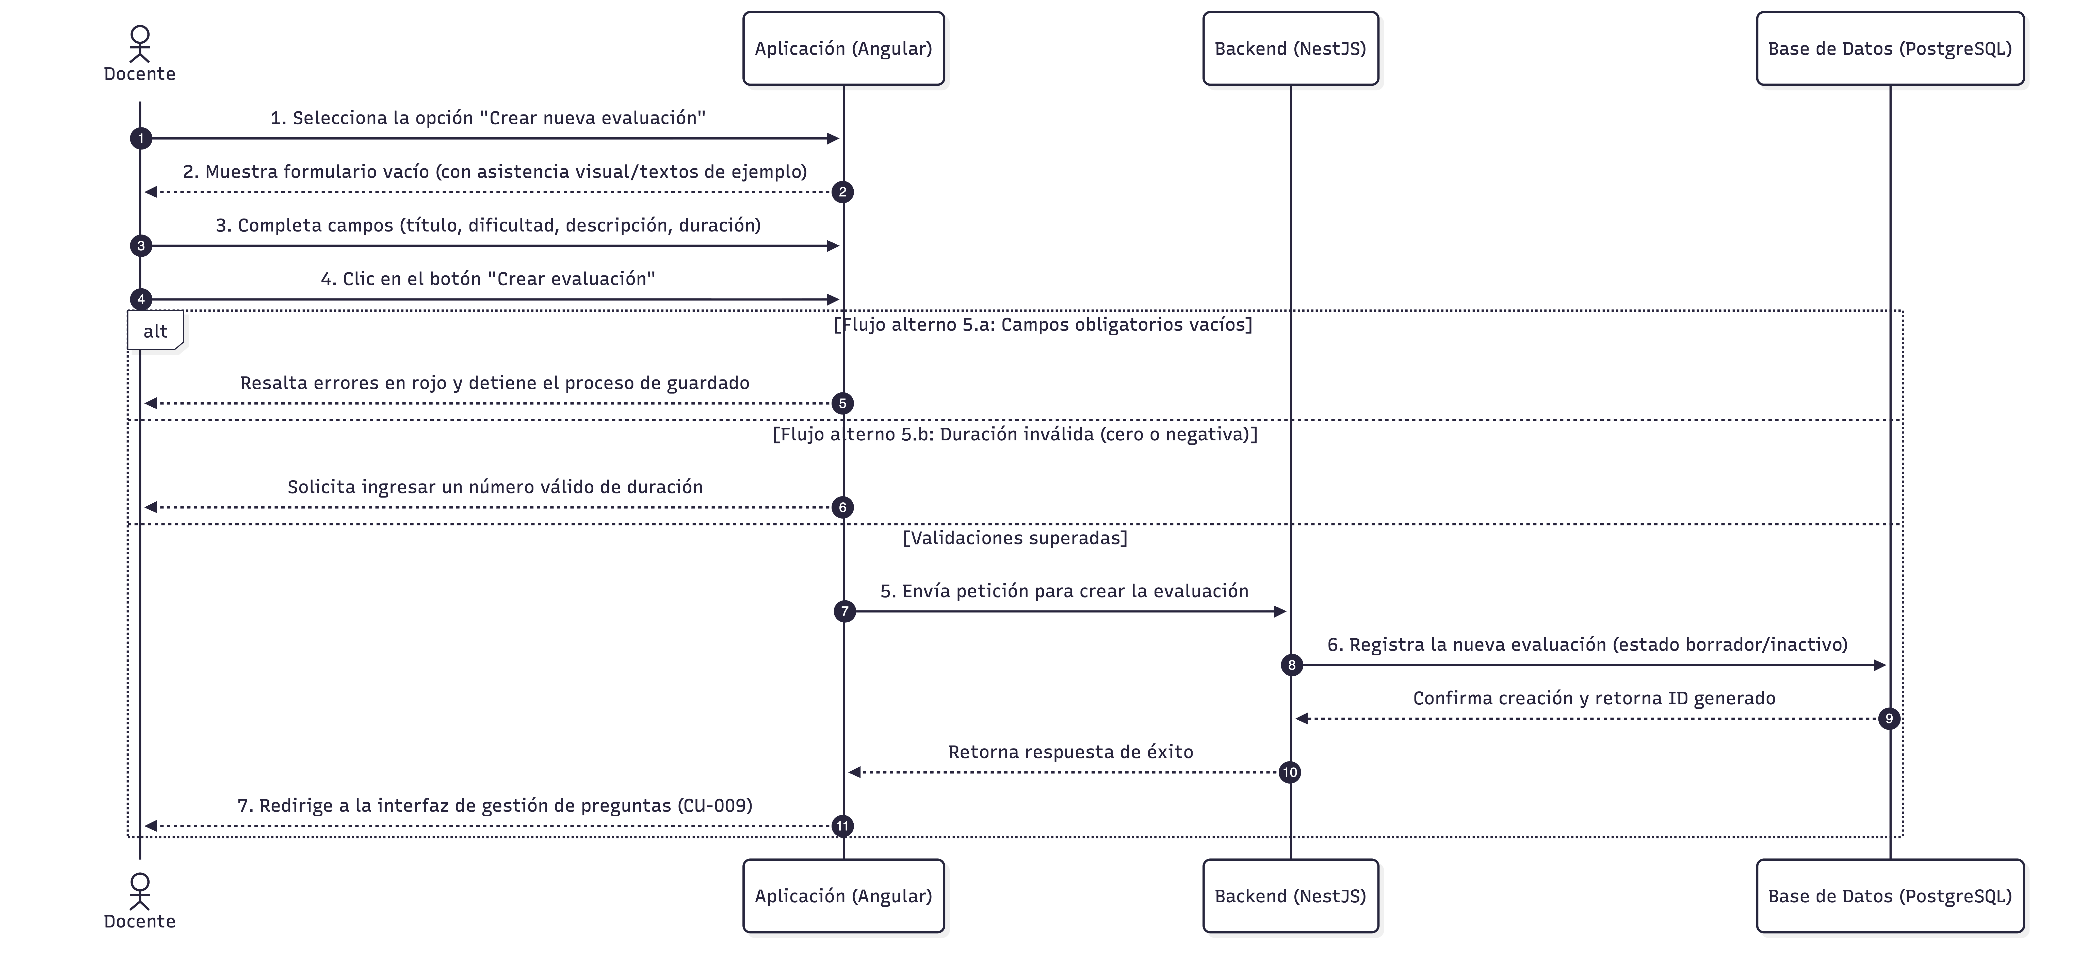 Docente
Aplicación (Angular)
Backend (NestJS)
Base de Datos (PostgreSQL)
1. Selecciona la opción "Crear nueva evaluación"
1
2. Muestra formulario vacío (con asistencia visual/textos de ejemplo)
2
3. Completa campos (título, dificultad, descripción, duración)
3
4. Clic en el botón "Crear evaluación"
4
alt
[Flujo alterno 5.a: Campos obligatorios vacíos]
Resalta errores en rojo y detiene el proceso de guardado
5
[Flujo alterno 5.b: Duración inválida (cero o negativa)]
Solicita ingresar un número válido de duración
6
[Validaciones superadas]
5. Envía petición para crear la evaluación
7
6. Registra la nueva evaluación (estado borrador/inactivo)
8
Confirma creación y retorna ID generado
9
Retorna respuesta de éxito
10
7. Redirige a la interfaz de gestión de preguntas (CU-009)
11
Docente
Aplicación (Angular)
Backend (NestJS)
Base de Datos (PostgreSQL)